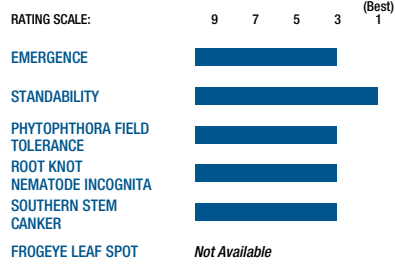 (Best)
RATING SCALE: 9 7 5 3 1
EMERGENCE
STANDABILITY
PHYTOPHTHORA FIELD
TOLERANCE
ROOT KNOT
NEMATODE INCOGNITA
SOUTHERN STEM
CANKER
FROGEYE LEAF SPOT Not Available